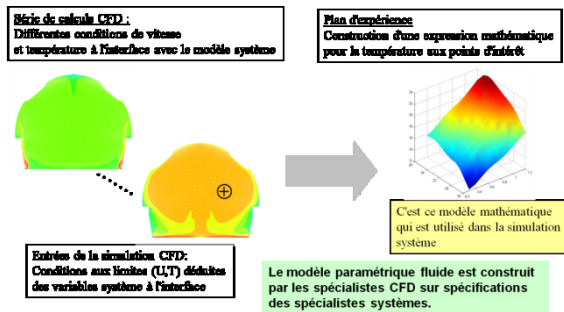 Série de calculs CFD :
Différentes conditions de vitesse
et température à l'interface avec le modèle système
Plan d'expérience
Construction d'une expression mathématique
pour la température aux points d'intérêt
C'est ce modèle mathématique
qui est utilisé dans la simulation
système
Entrées de la simulation CFD:
Conditions aux limites (U,T) déduites
des variables système à l'interface
Le modèle paramétrique fluide est construit
par les spécialistes CFD sur spécifications
des spécialistes systèmes.